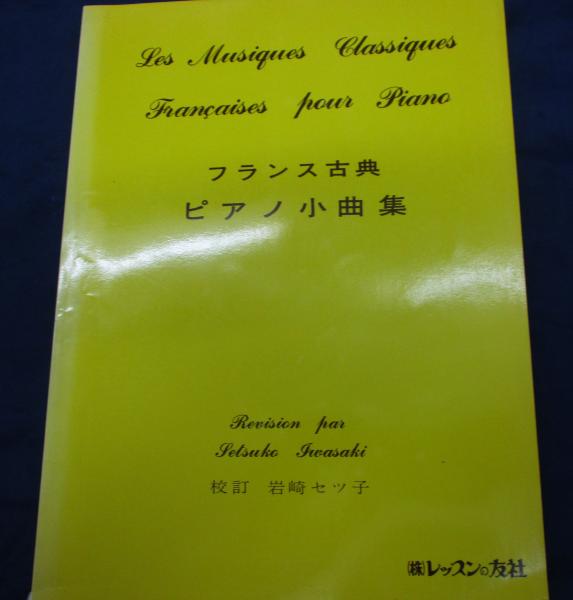 Les Musiques Classiques
Françaises pour Piano
フランス古典
ピアノ小曲集
Revision par
Setsuko Iwasaki
校訂 岩崎セツ子
(株)レッスンの友社